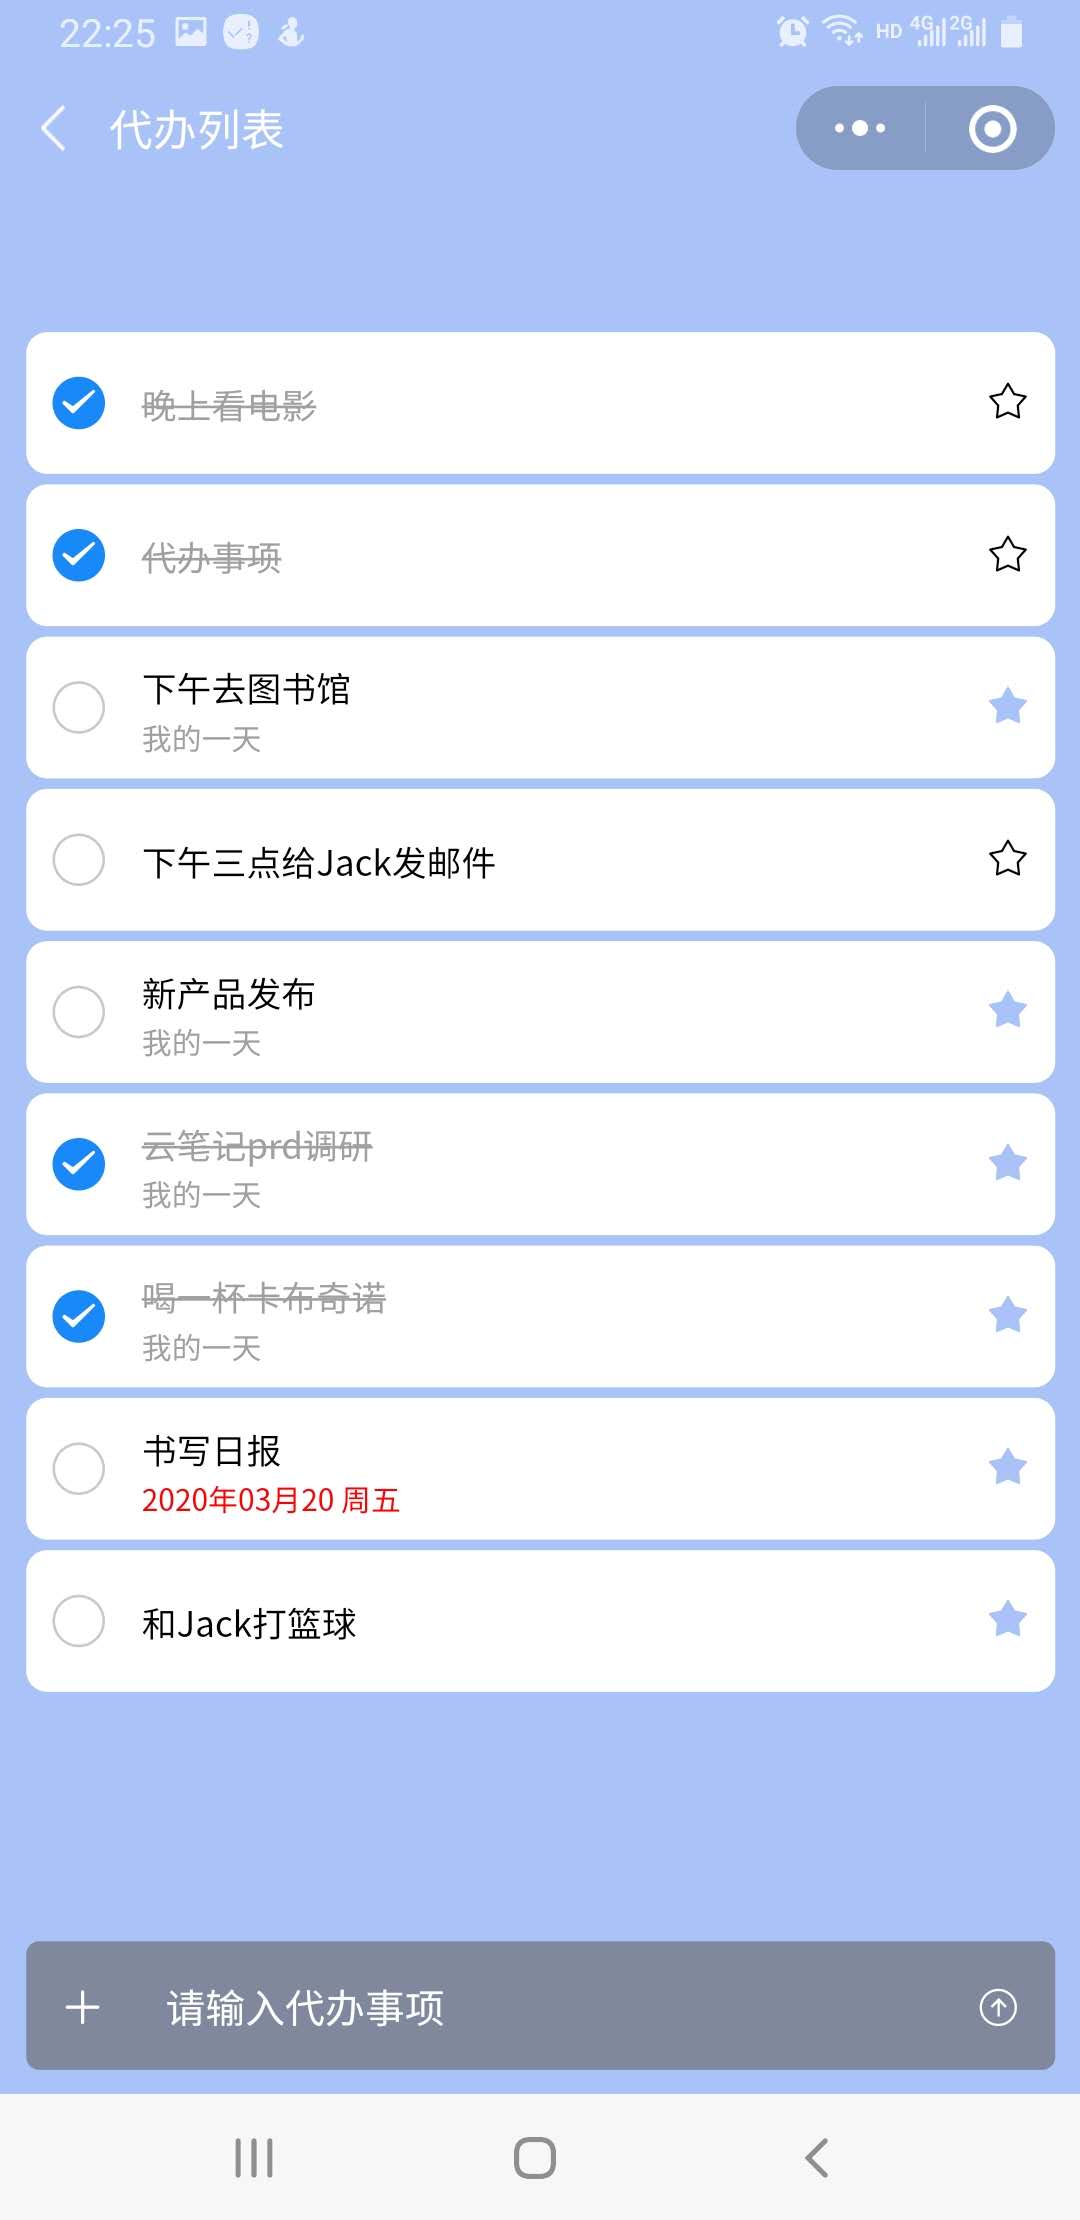 22:25
HD 4G 2G
代办列表
晚上看电影
代办事项
下午去图书馆
我的一天
下午三点给Jack发邮件
新产品发布
我的一天
云笔记prd调研
我的一天
喝一杯卡布奇诺
我的一天
书写日报
2020年03月20 周五
和Jack打篮球
请输入代办事项